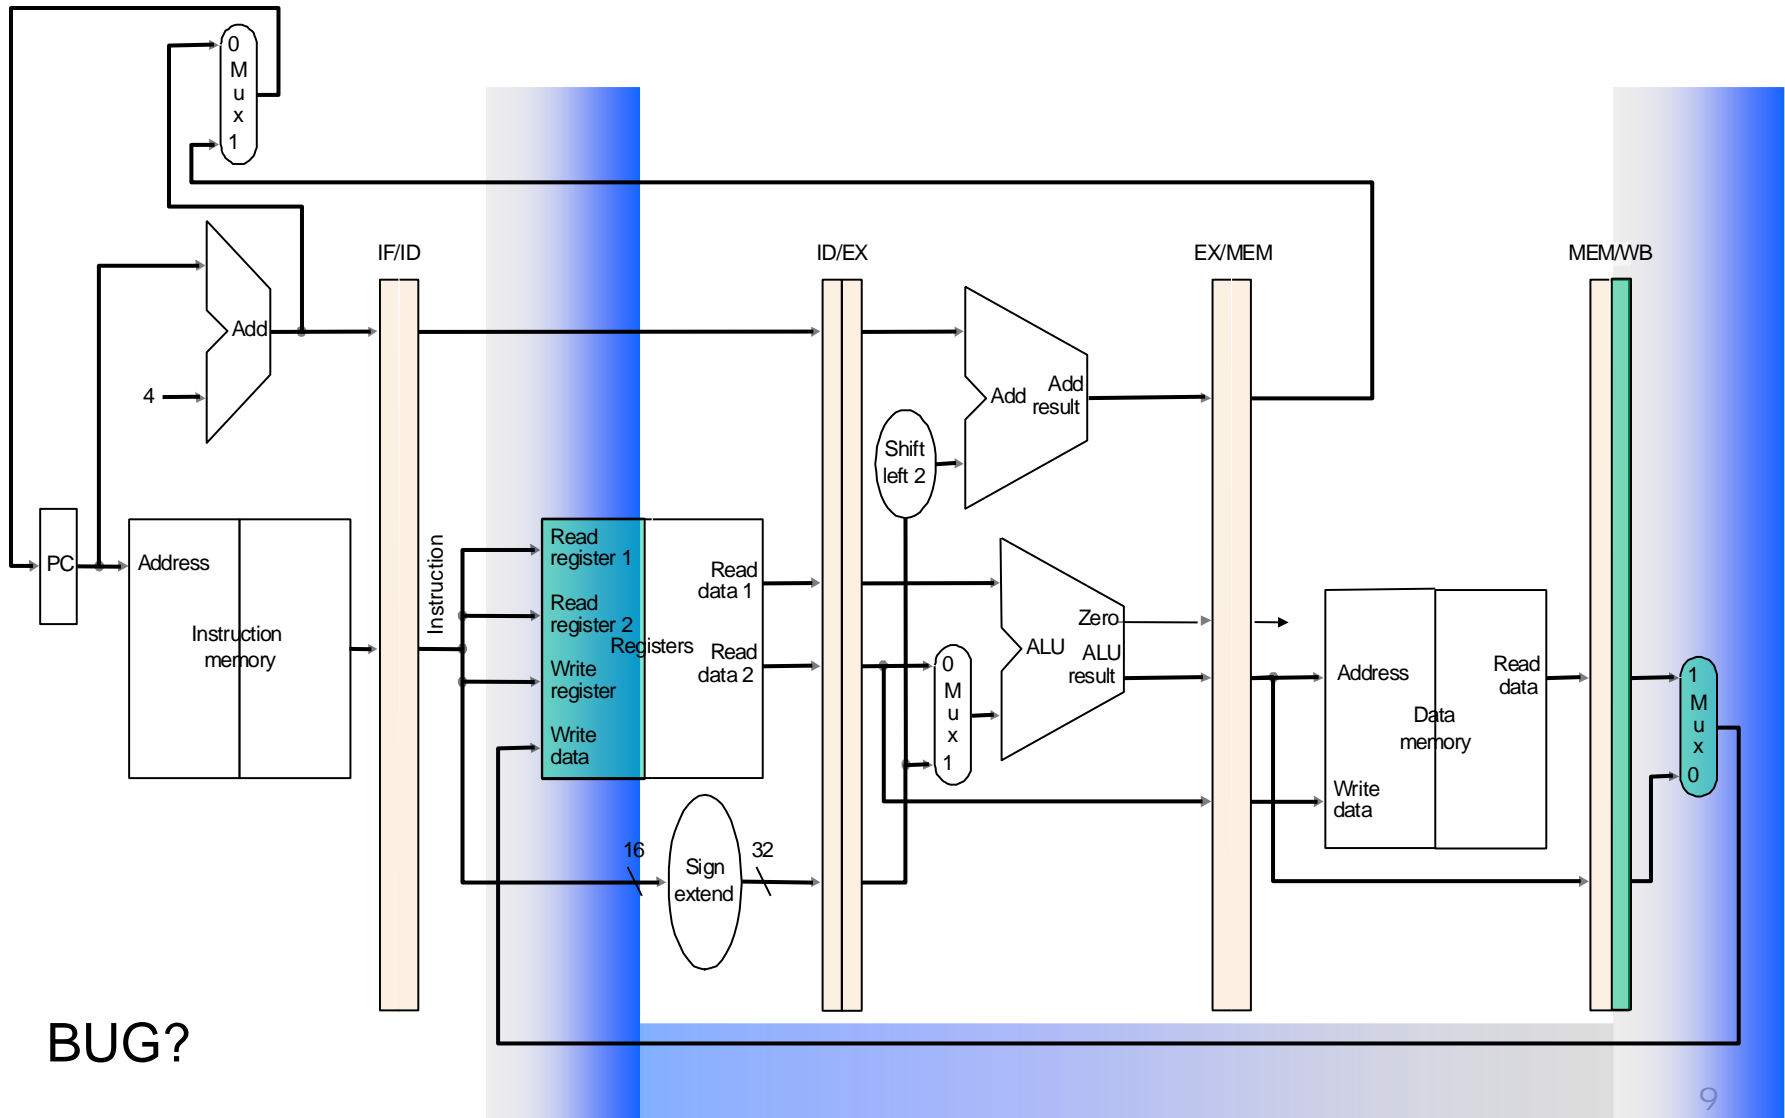 0
M
u
x
1
IF/ID
ID/EX
EX/MEM
MEM/WB
Add
4
Add
Add
result
Shift
left 2
PC
Address
Instruction
memory
Instruction
Read
register 1
Read
register 2
Write
register
Write
data
Registers
Read
data 1
Read
data 2
0
M
u
x
1
Zero
ALU
ALU
result
Address
Write
data
Data
memory
Read
data
1
M
u
x
0
16
Sign
extend
32
BUG?
9